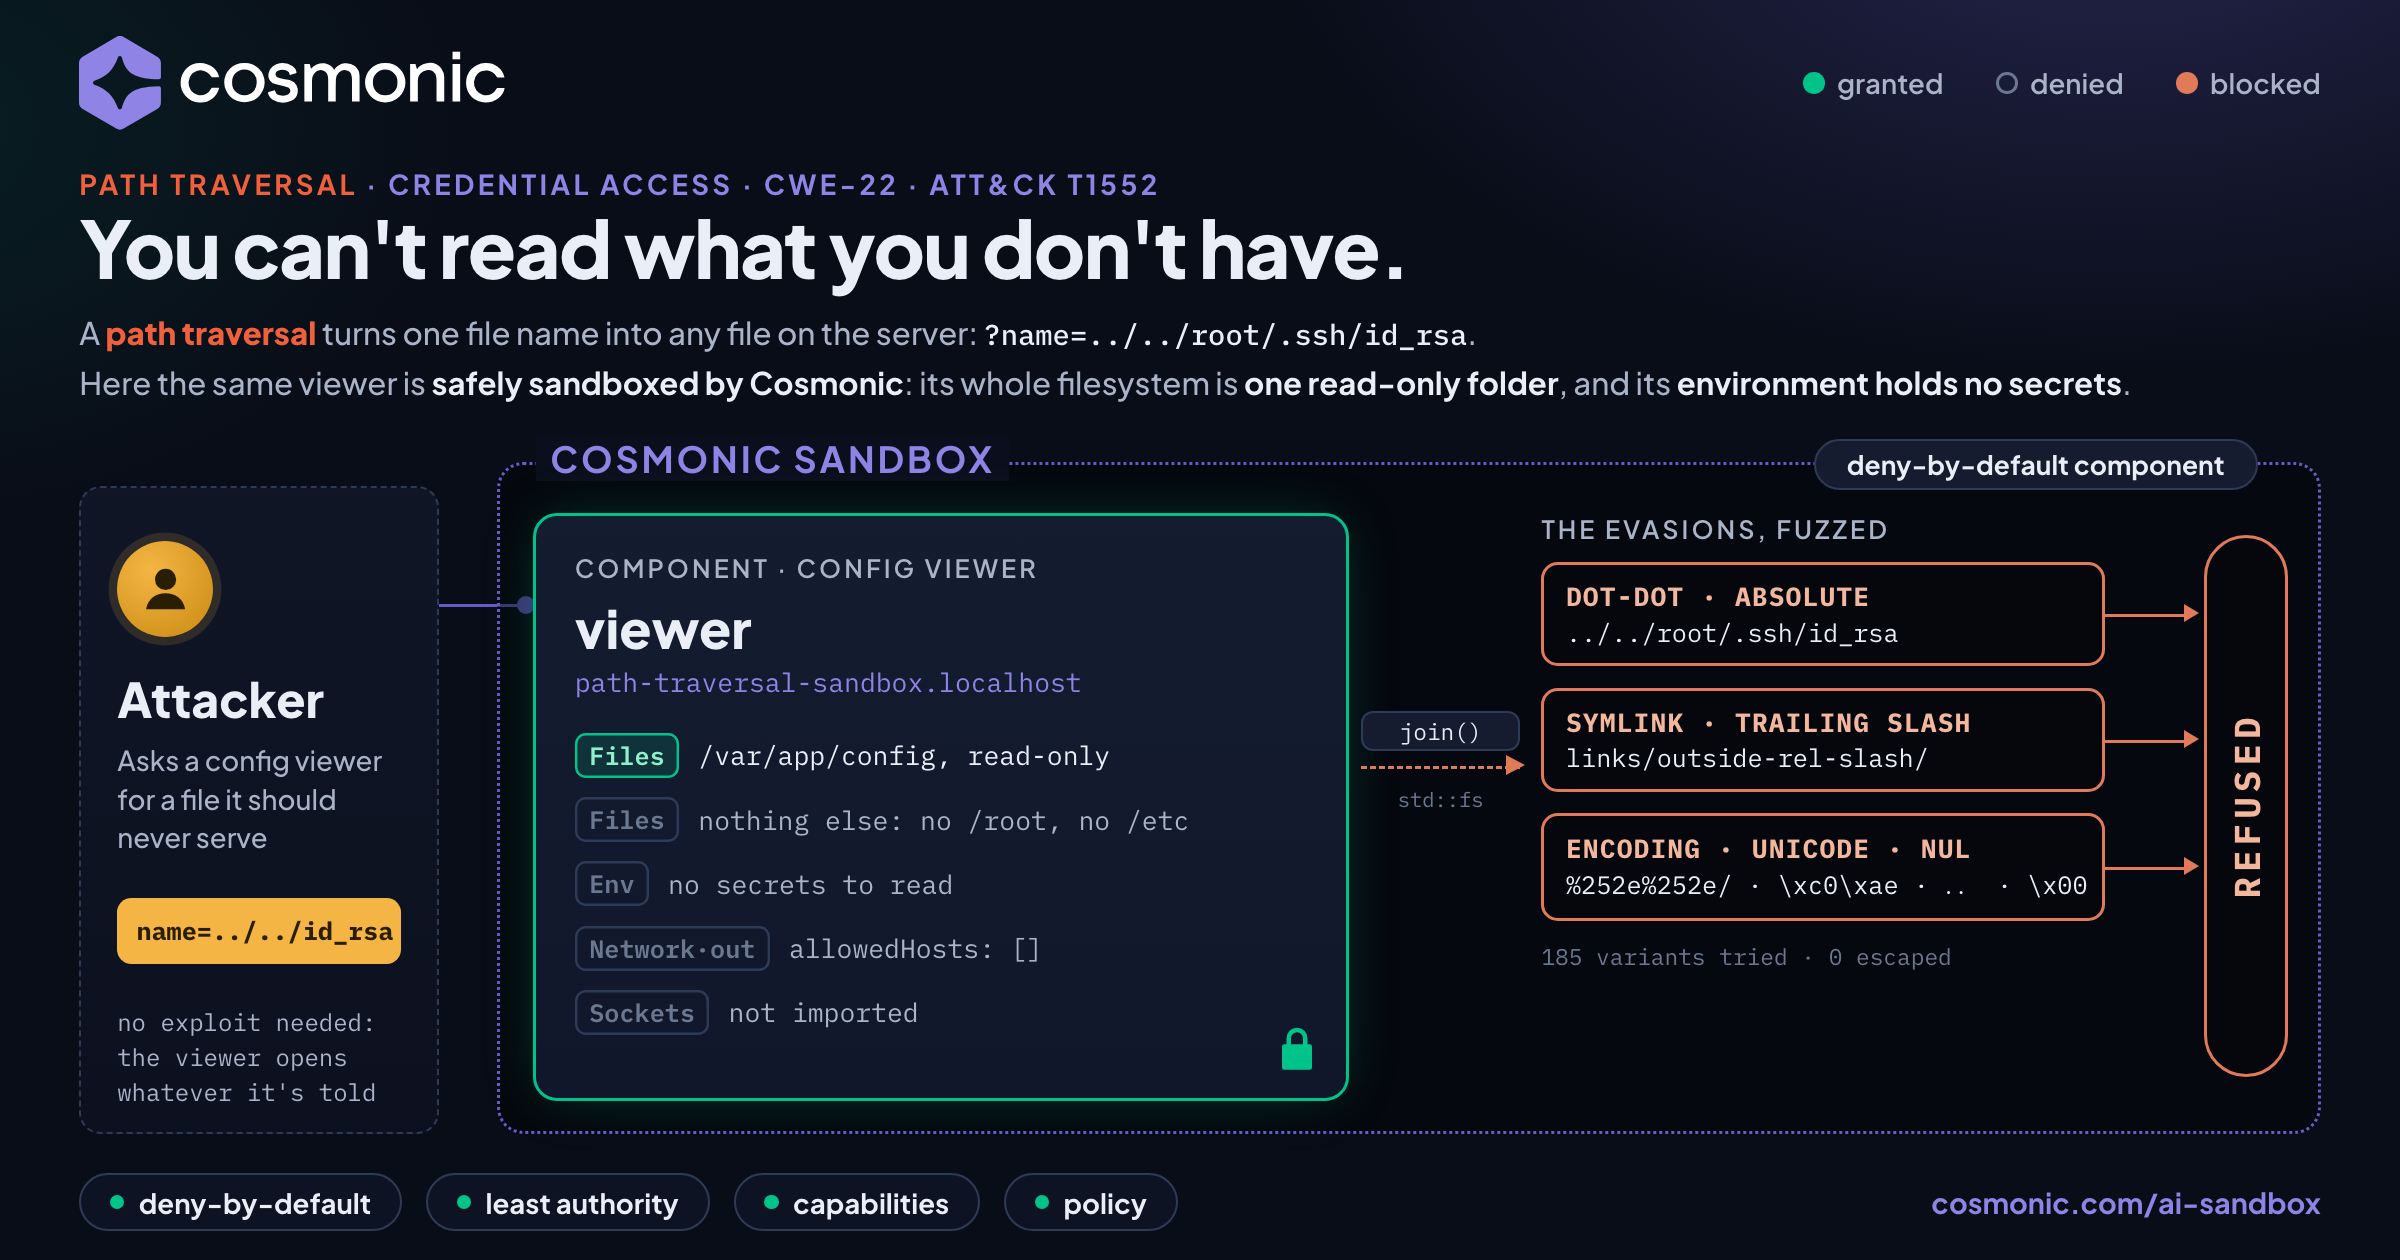 cosmonic
granted
denied
blocked
PATH TRAVERSAL · CREDENTIAL ACCESS · CWE-22 · ATT&CK T1552
You can't read what you don't have.
A path traversal turns one file name into any file on the server: ?name=../../root/.ssh/id_rsa.
Here the same viewer is safely sandboxed by Cosmonic: its whole filesystem is one read-only folder, and its environment holds no secrets.
COSMONIC SANDBOX
deny-by-default component
Attacker
Asks a config viewer
for a file it should
never serve
name=../../id_rsa
no exploit needed:
the viewer opens
whatever it's told
COMPONENT · CONFIG VIEWER
viewer
path-traversal-sandbox.localhost
Files /var/app/config, read-only
Files nothing else: no /root, no /etc
Env no secrets to read
Network·out allowedHosts: []
Sockets not imported
join()
std::fs
THE EVASIONS, FUZZED
DOT-DOT · ABSOLUTE
../../root/.ssh/id_rsa
SYMLINK · TRAILING SLASH
links/outside-rel-slash/
ENCODING · UNICODE · NUL
%252e%252e/ · \xc0\xae · .. · \x00
185 variants tried · 0 escaped
REFUSED
deny-by-default
least authority
capabilities
policy
cosmonic.com/ai-sandbox